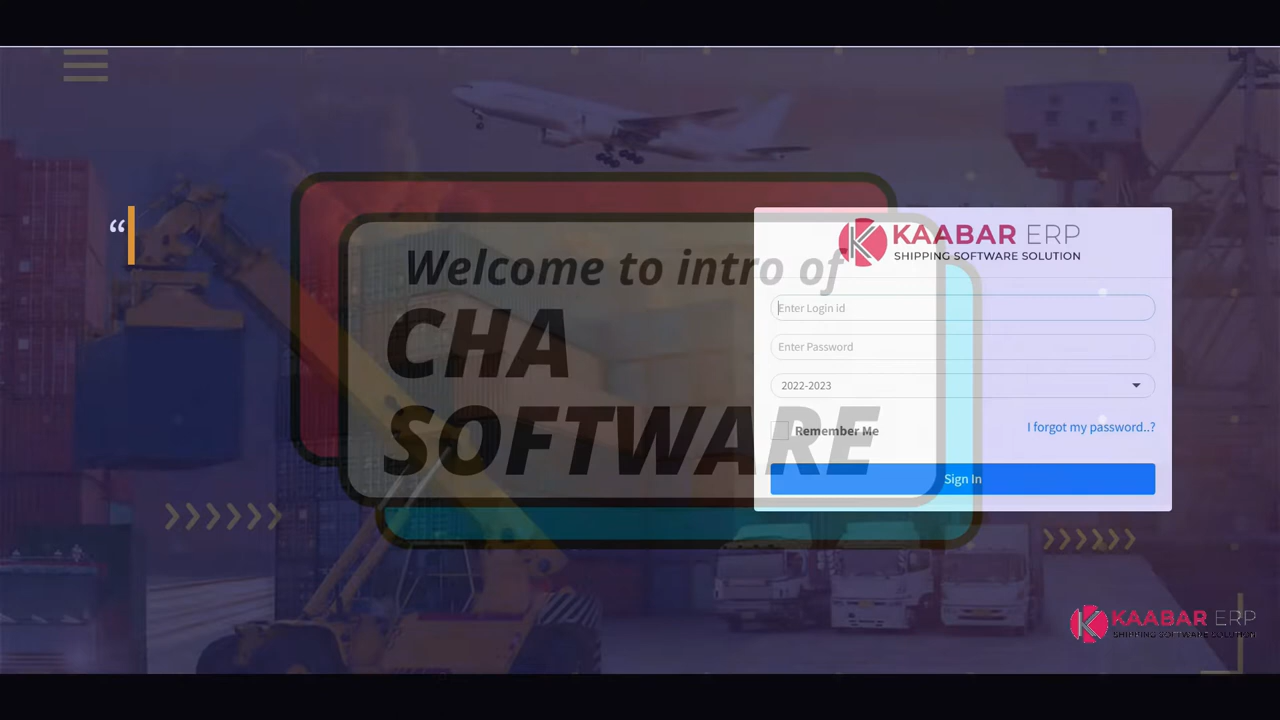 “
Welcome to intro of
CHA
SOFTWARE
KAABAR ERP
SHIPPING SOFTWARE SOLUTION
Enter Login id
Enter Password
2022-2023
Remember Me
I forgot my password..?
Sign In
KAABAR ERP
SHIPPING SOFTWARE SOLUTION